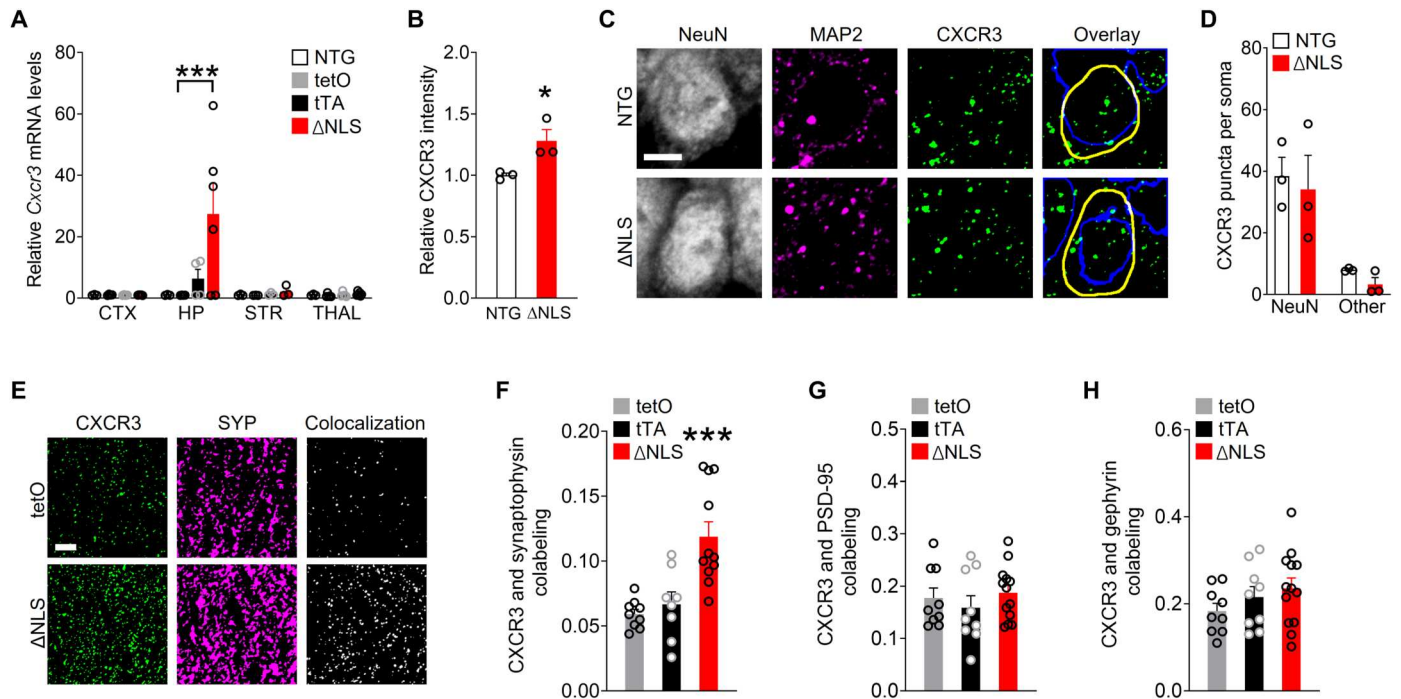 A
Relative Cxcr3 mRNA levels
80
60
40
20
0
***
NTG
tetO
tTA
ΔNLS
CTX HP STR THAL
B
Relative CXCR3 intensity
2.0
1.5
1.0
0.5
0.0
*
NTG ΔNLS
C
NeuN MAP2 CXCR3 Overlay
NTG
ΔNLS
D
CXCR3 puncta per soma
80
60
40
20
0
NTG
ΔNLS
NeuN Other
E
CXCR3 SYP Colocalization
tetO
ΔNLS
F
tetO
tTA
ΔNLS
CXCR3 and synaptophysin
colabeling
0.20
0.15
0.10
0.05
0.00
***
G
tetO
tTA
ΔNLS
CXCR3 and PSD-95
colabeling
0.5
0.4
0.3
0.2
0.1
0.0
H
tetO
tTA
ΔNLS
CXCR3 and gephyrin
colabeling
0.6
0.4
0.2
0.0